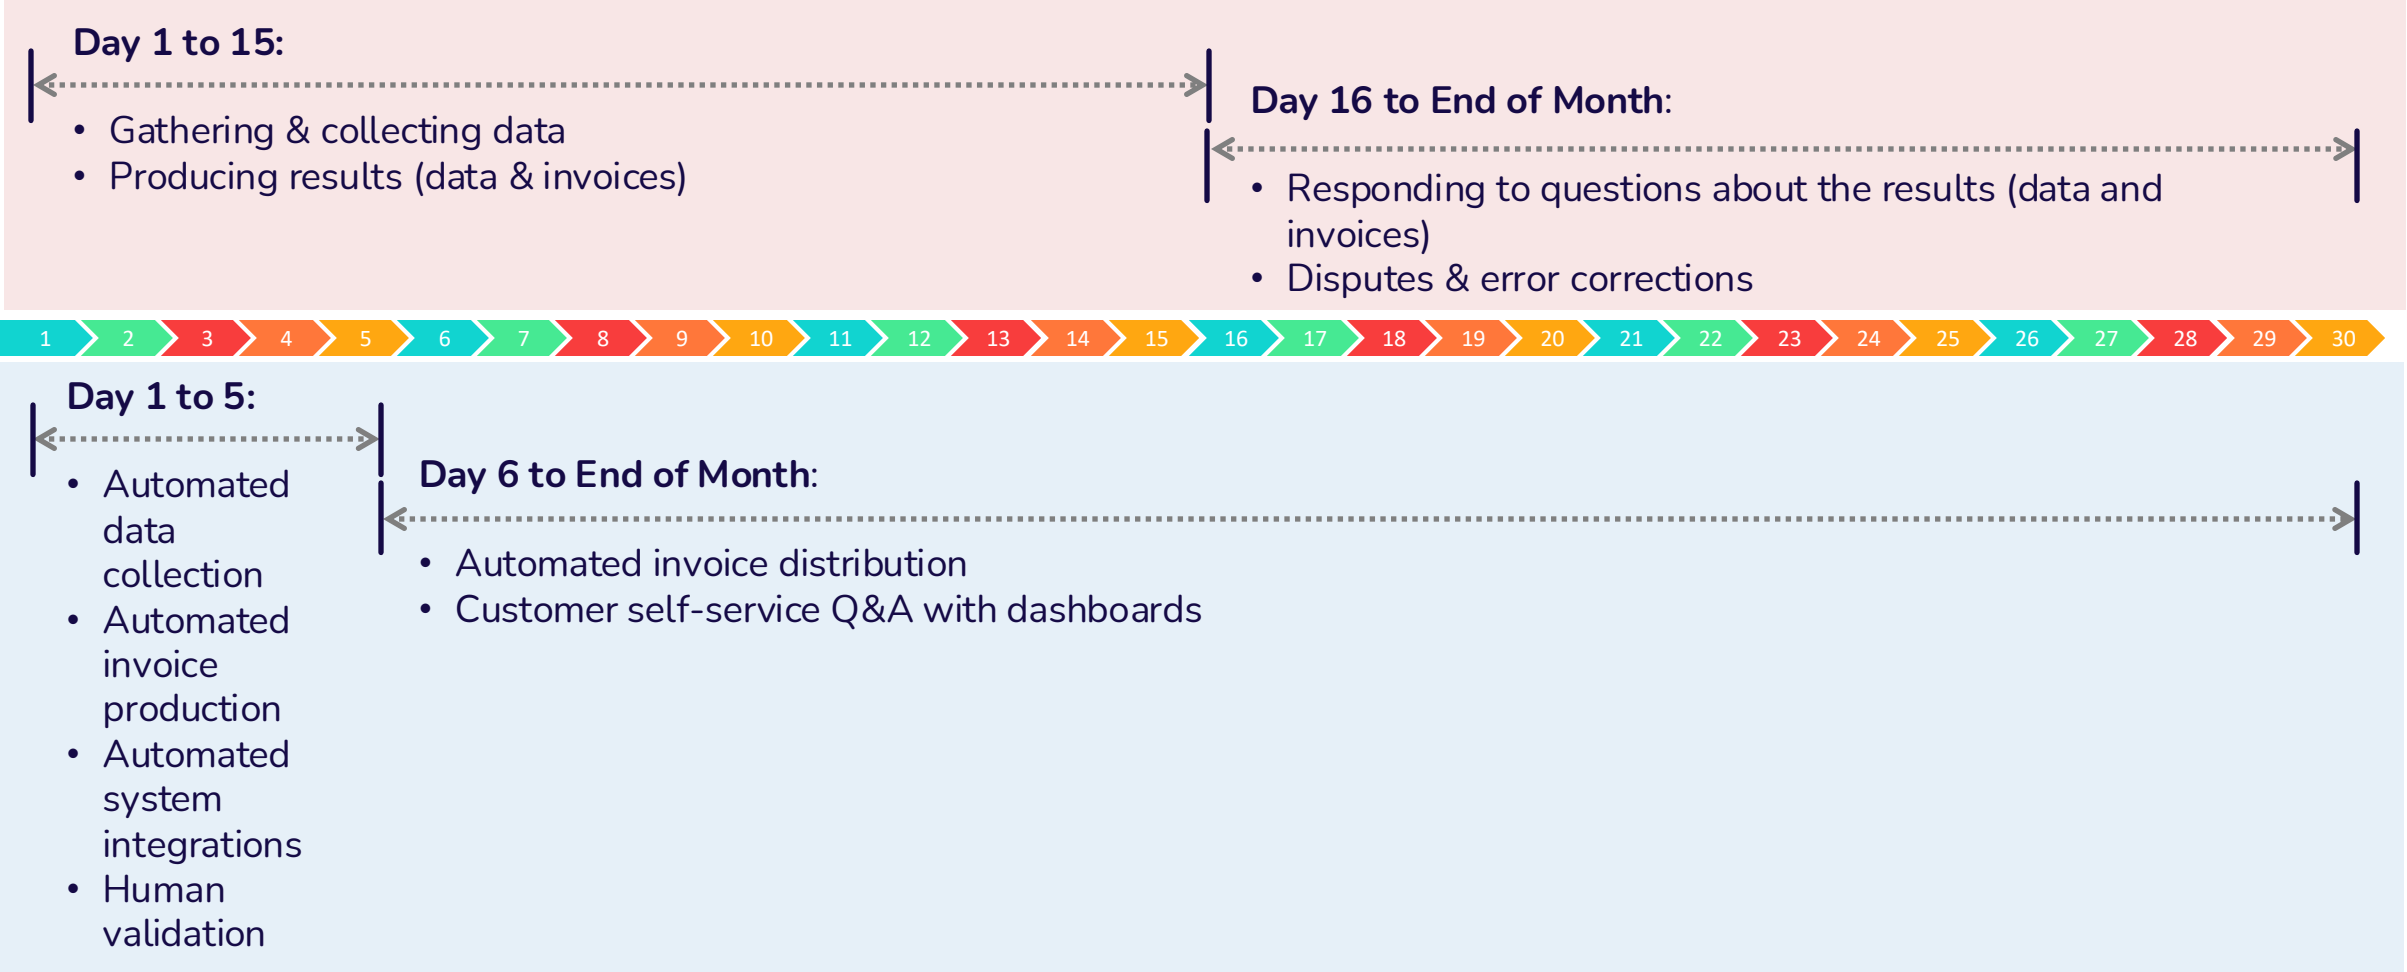 Day 1 to 15:
• Gathering & collecting data
• Producing results (data & invoices)
Day 16 to End of Month:
• Responding to questions about the results (data and
invoices)
• Disputes & error corrections
1 2 3 4 5 6 7 8 9 10 11 12 13 14 15 16 17 18 19 20 21 22 23 24 25 26 27 28 29 30
Day 1 to 5:
• Automated
data
collection
• Automated
invoice
production
• Automated
system
integrations
• Human
validation
Day 6 to End of Month:
• Automated invoice distribution
• Customer self-service Q&A with dashboards